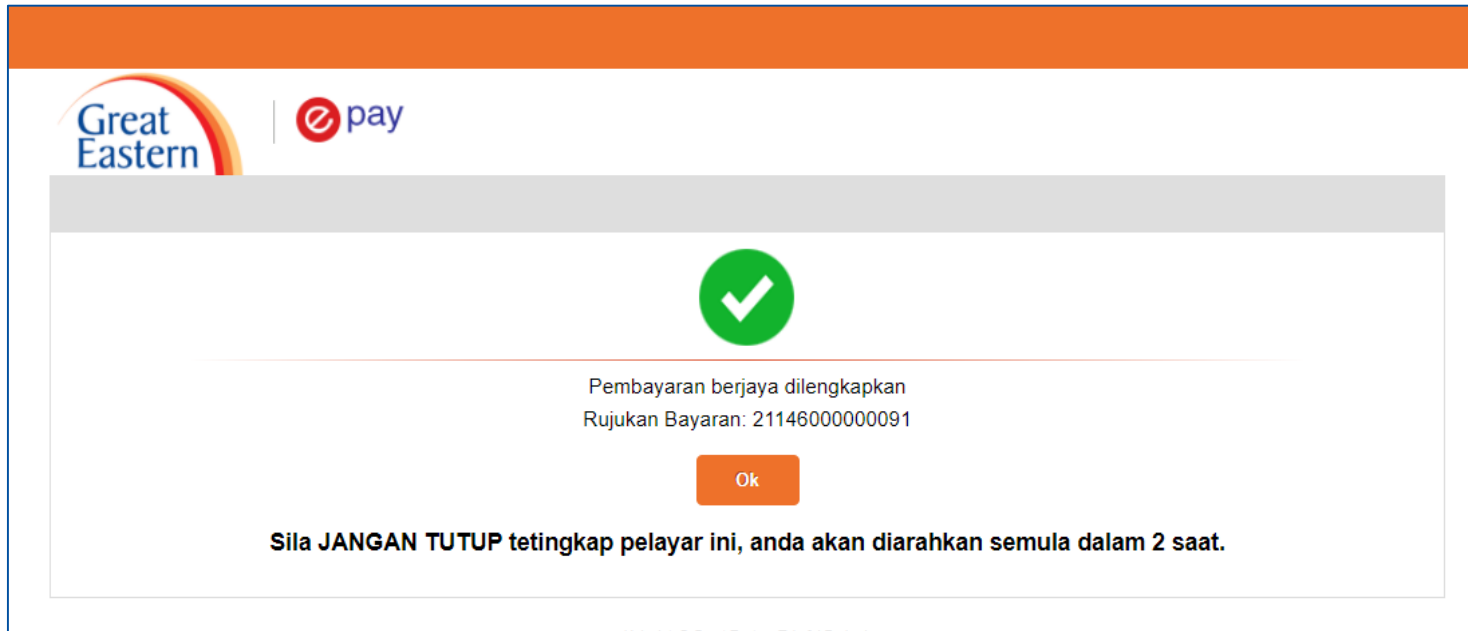 Great
Eastern
e pay
Pembayaran berjaya dilengkapkan
Rujukan Bayaran: 21146000000091
Ok
Sila JANGAN TUTUP tetingkap pelayar ini, anda akan diarahkan semula dalam 2 saat.